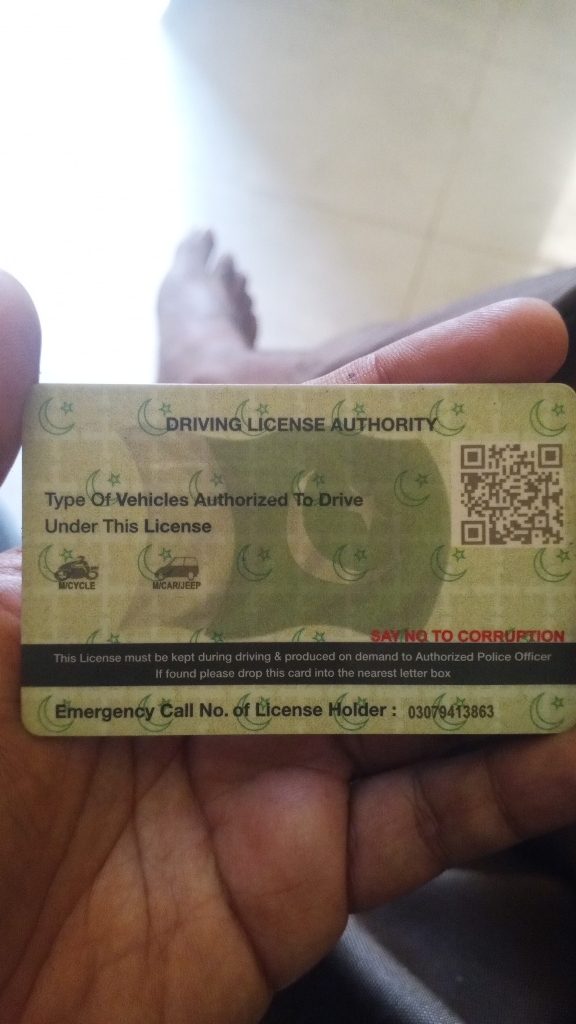 DRIVING LICENSE AUTHORITY
Type Of Vehicles Authorized To Drive
Under This License
M/CYCLE
M/CAR/JEEP
SAY NO TO CORRUPTION
This License must be kept during driving & produced on demand to Authorized Police Officer
If found please drop this card into the nearest letter box
Emergency Call No. of License Holder : 03079413863